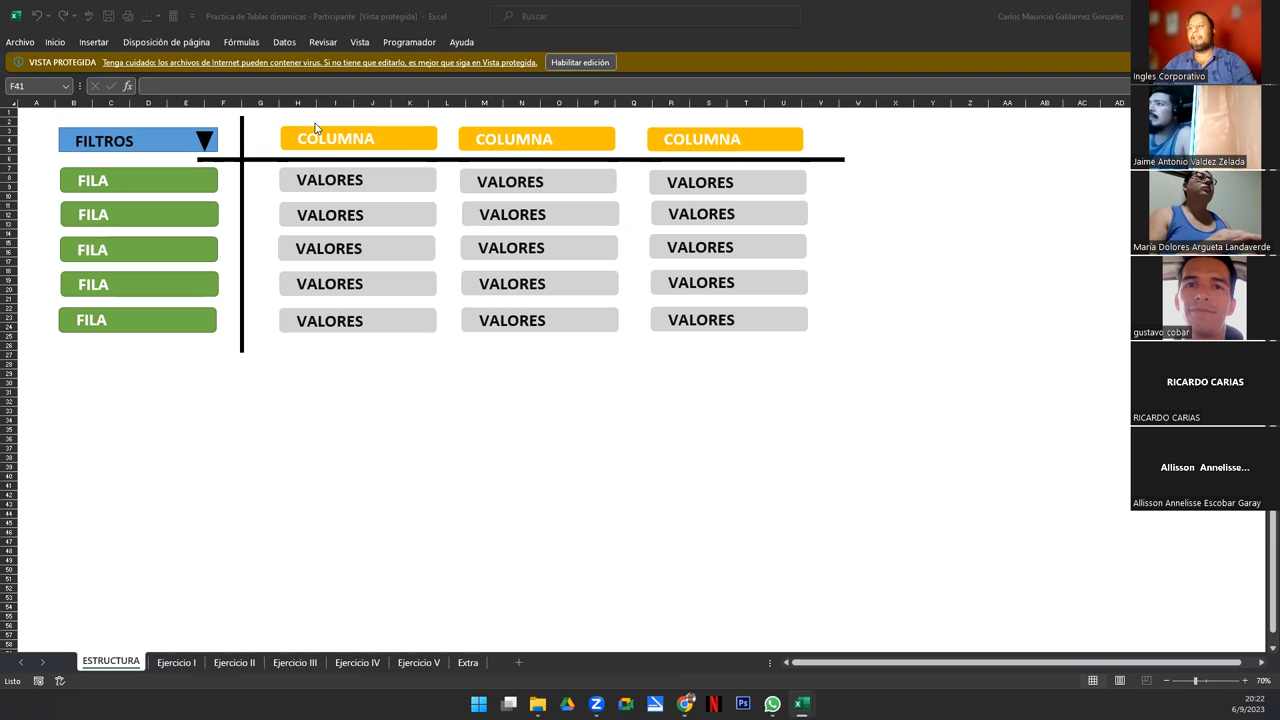 Practica de Tablas dinamicas - Participante [Vista protegida] - Excel
Buscar
Carlos Mauricio Galdamez Gonzalez
Archivo Inicio Insertar Disposición de página Fórmulas Datos Revisar Vista Programador Ayuda
VISTA PROTEGIDA Tenga cuidado: los archivos de Internet pueden contener virus. Si no tiene que editarlo, es mejor que siga en Vista protegida. Habilitar edición
F41 fx
A B C D E F G H I J K L M N O P Q R S T U Y Z AA AB AC AD
FILTROS COLUMNA COLUMNA COLUMNA
FILA VALORES VALORES VALORES
FILA VALORES VALORES VALORES
FILA VALORES VALORES VALORES
FILA VALORES VALORES VALORES
FILA VALORES VALORES VALORES
Ingles Corporativo
Jaime Antonio Valdez Zelada
María Dolores Argueta Landaverde
gustavo cobar
RICARDO CARIAS
RICARDO CARIAS
Allisson Annelisse...
Allisson Annelisse Escobar Garay
ESTRUCTURA Ejercicio I Ejercicio II Ejercicio III Ejercicio IV Ejercicio V Extra
Listo 70%
20:22
6/9/2023